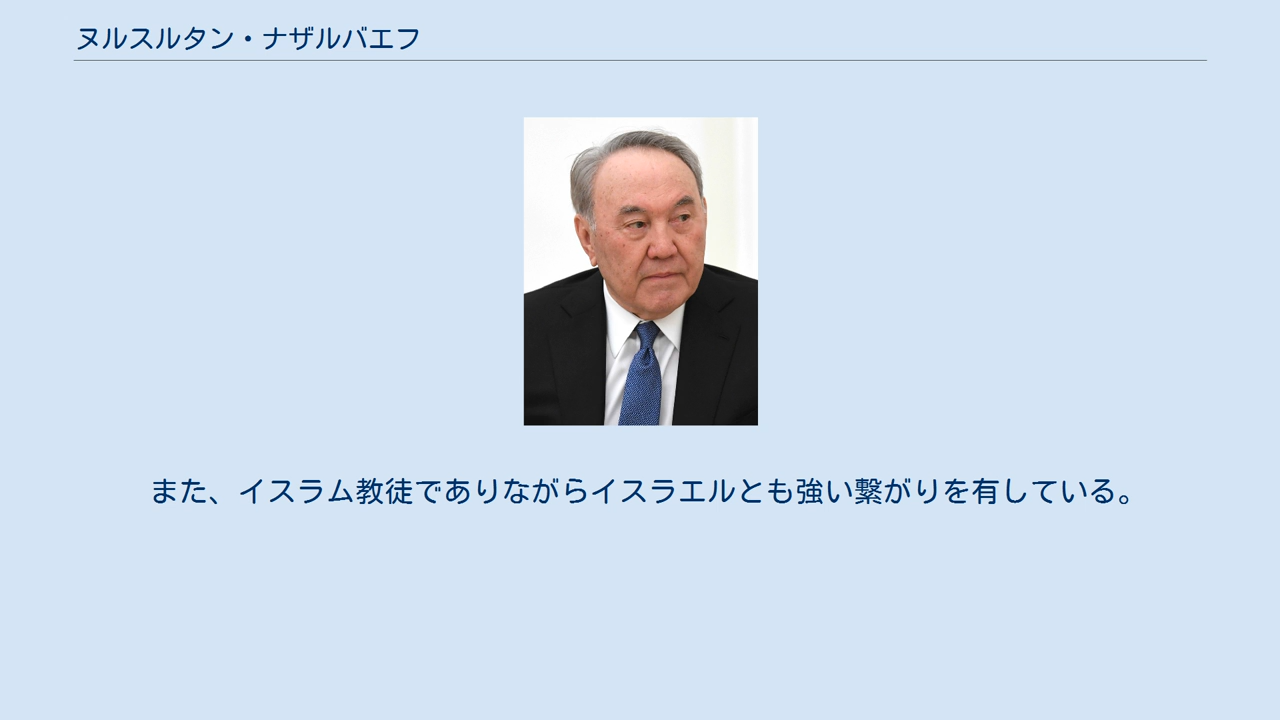 ヌルスルタン・ナザルバエフ
また、イスラム教徒でありながらイスラエルとも強い繋がりを有している。